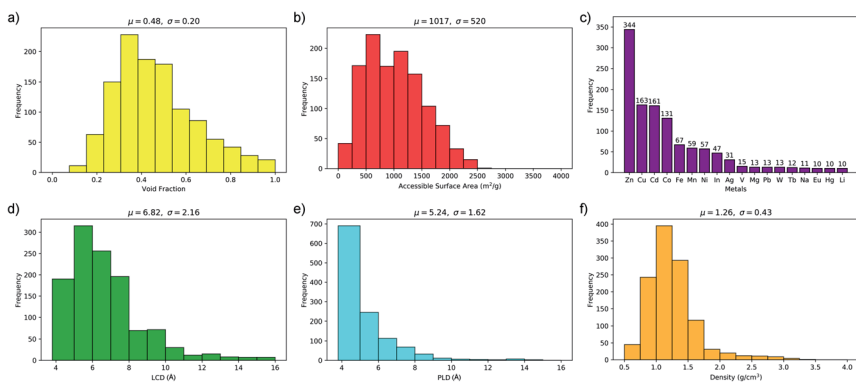 a)
μ = 0.48, σ = 0.20
Frequency
200
150
100
50
0
0.0 0.2 0.4 0.6 0.8 1.0
Void Fraction
b)
μ = 1017, σ = 520
Frequency
200
150
100
50
0
0 500 1000 1500 2000 2500 3000 3500 4000
Accessible Surface Area (m²/g)
c)
Frequency
350
300
250
200
150
100
50
0
344 163 161 131 67 59 57 47 31 15 13 13 13 12 11 10 10 10
Zn Cu Cd Co Fe Mn Ni In Ag V Mg Pb W Tb Na Eu Hg Li
Metals
d)
μ = 6.82, σ = 2.16
Frequency
300
250
200
150
100
50
0
4 6 8 10 12 14 16
LCD (Å)
e)
μ = 5.24, σ = 1.62
Frequency
700
600
500
400
300
200
100
0
4 6 8 10 12 14 16
PLD (Å)
f)
μ = 1.26, σ = 0.43
Frequency
400
350
300
250
200
150
100
50
0
0.5 1.0 1.5 2.0 2.5 3.0 3.5 4.0
Density (g/cm³)